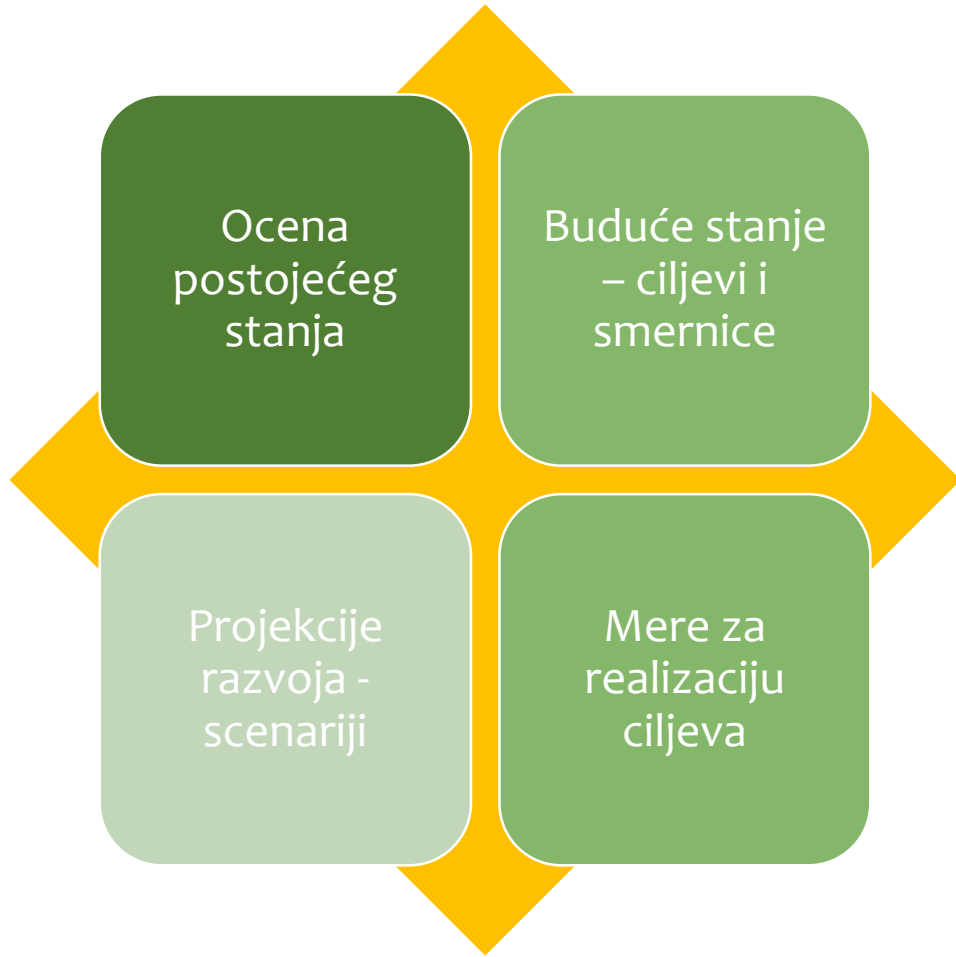 Ocena
postojećeg
stanja
Buduće stanje
– ciljevi i
smernice
Projekcije
razvoja -
scenariji
Mere za
realizaciju
ciljeva